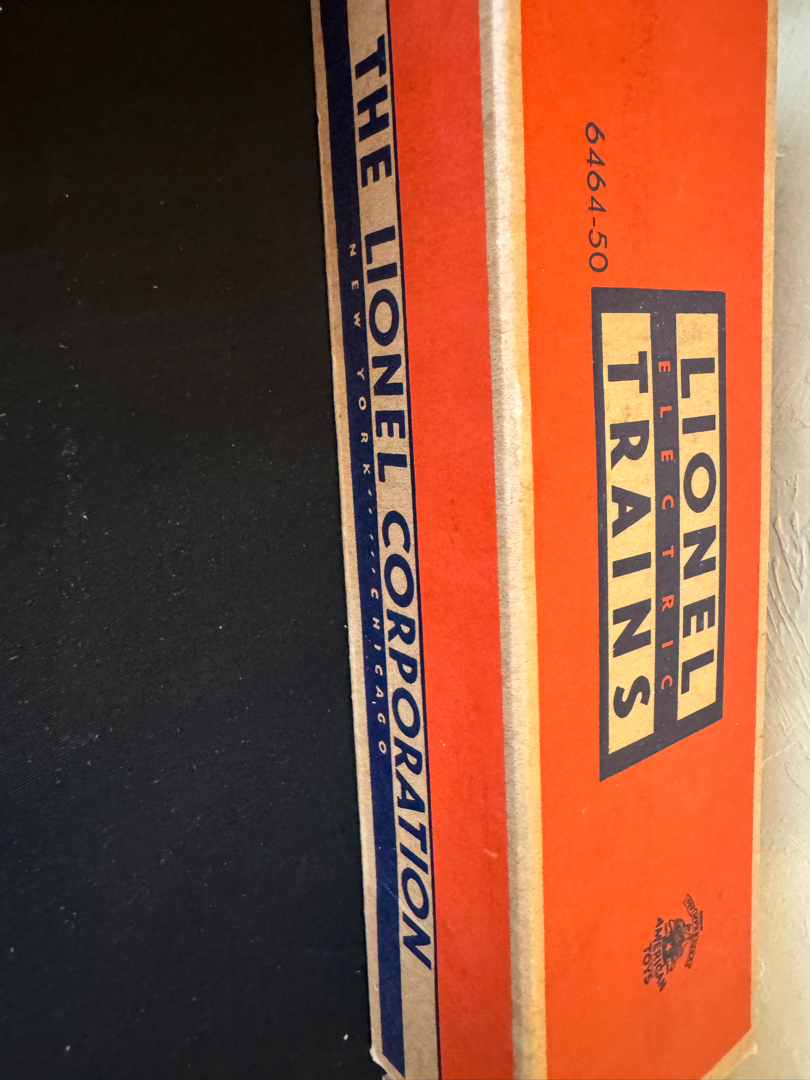 6464-50
LIONEL
ELECTRIC
TRAINS
AMERICAN
TOYS
THE LIONEL CORPORATION
NEW YORK · · · · · · CHICAGO